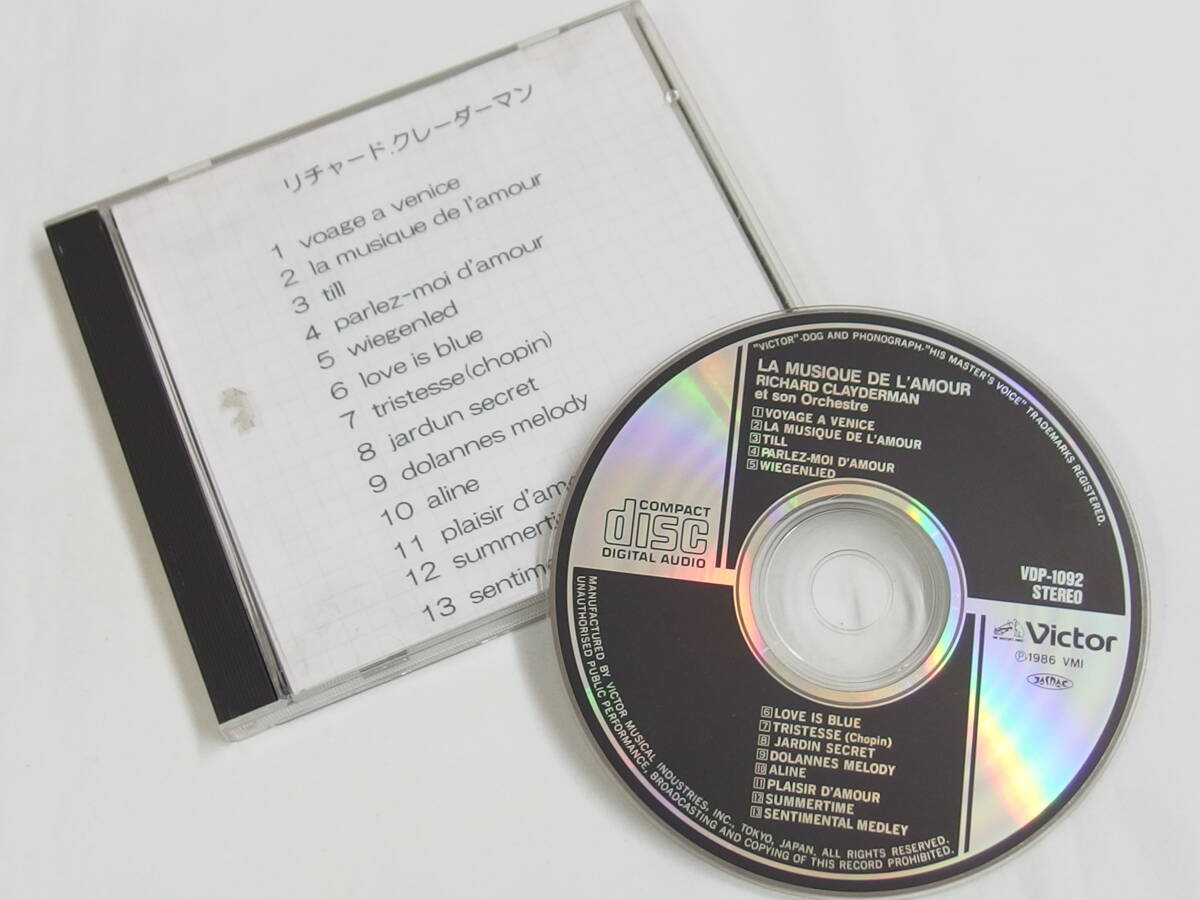 リチャード.クレーダーマン
1 voage a venice
2 la musique de l'amour
3 till
4 parlez-moi d'amour
5 wiegenled
6 love is blue
7 tristesse(chopin)
8 jardun secret
9 dolannes melody
10 aline
11 plaisir d'amo
12 summerti
13 sentime
"VICTOR"-DOG AND PHONOGRAPH-"HIS MASTER'S VOICE" TRADEMARKS REGISTERED.
LA MUSIQUE DE L'AMOUR
RICHARD CLAYDERMAN
et son Orchestre
1 VOYAGE A VENICE
2 LA MUSIQUE DE L'AMOUR
3 TILL
4 PARLEZ-MOI D'AMOUR
5 WIEGENLIED
COMPACT
disc
DIGITAL AUDIO
VDP-1092
STEREO
Victor
Ⓟ1986 VMI
JASRAC
6 LOVE IS BLUE
7 TRISTESSE (Chopin)
8 JARDIN SECRET
9 DOLANNES MELODY
10 ALINE
11 PLAISIR D'AMOUR
12 SUMMERTIME
13 SENTIMENTAL MEDLEY
MANUFACTURED BY VICTOR MUSICAL INDUSTRIES, INC., TOKYO, JAPAN. ALL RIGHTS RESERVED.
UNAUTHORISED PUBLIC PERFORMANCE, BROADCASTING AND COPYING OF THIS RECORD PROHIBITED.